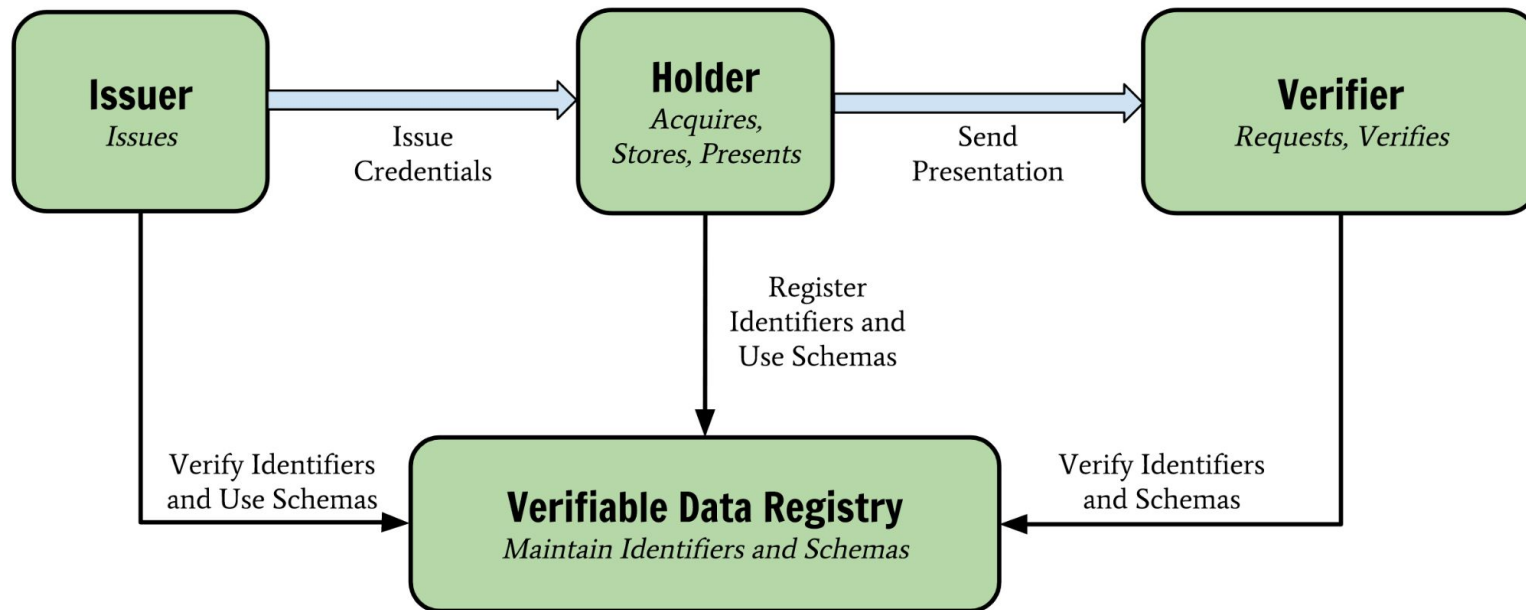 Issuer
Issues
Issue
Credentials
Holder
Acquires,
Stores, Presents
Send
Presentation
Verifier
Requests, Verifies
Register
Identifiers and
Use Schemas
Verify Identifiers
and Use Schemas
Verifiable Data Registry
Maintain Identifiers and Schemas
Verify Identifiers
and Schemas